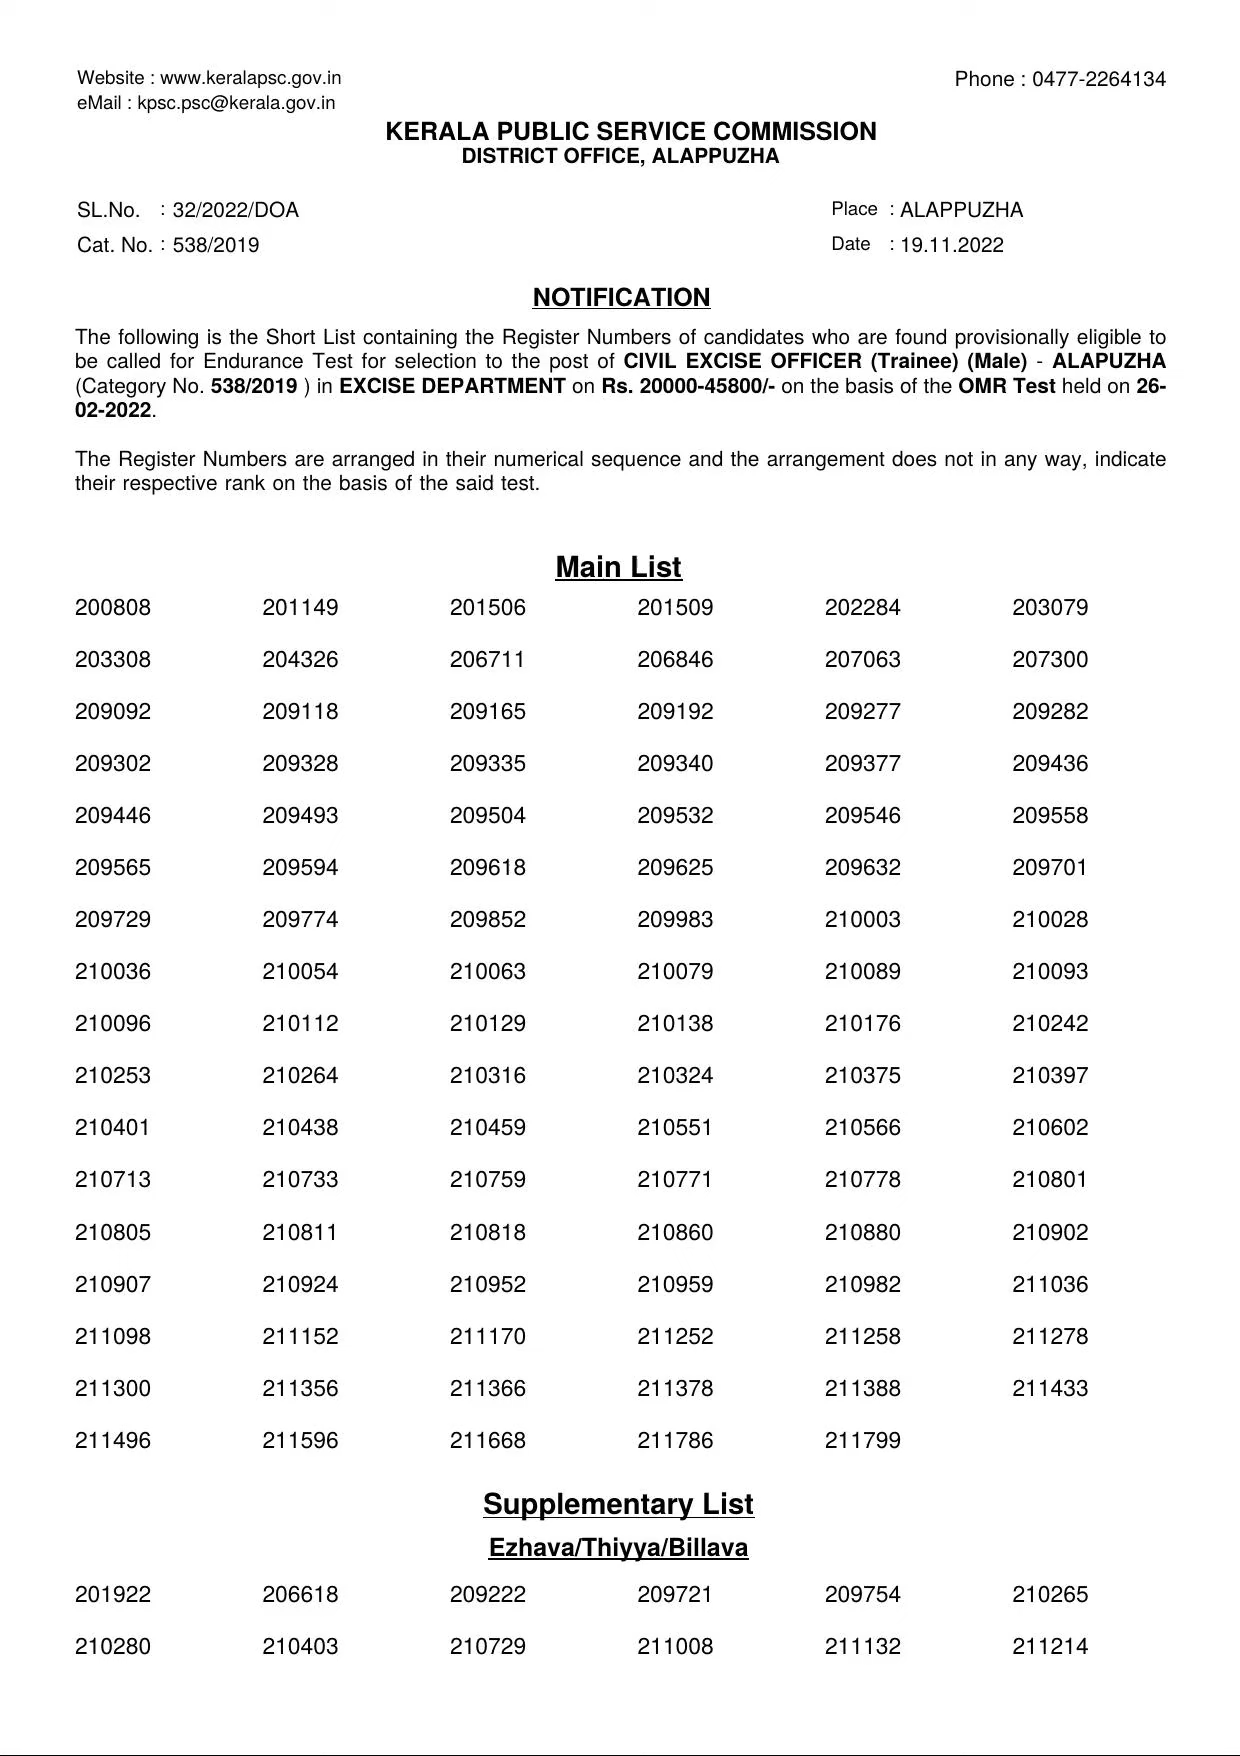 Website : www.keralapsc.gov.in Phone : 0477-2264134
eMail : kpsc.psc@kerala.gov.in
KERALA PUBLIC SERVICE COMMISSION
DISTRICT OFFICE, ALAPPUZHA
SL.No. : 32/2022/DOA Place : ALAPPUZHA
Cat. No. : 538/2019 Date : 19.11.2022
NOTIFICATION
The following is the Short List containing the Register Numbers of candidates who are found provisionally eligible to
be called for Endurance Test for selection to the post of CIVIL EXCISE OFFICER (Trainee) (Male) - ALAPUZHA
(Category No. 538/2019 ) in EXCISE DEPARTMENT on Rs. 20000-45800/- on the basis of the OMR Test held on 26-
02-2022.
The Register Numbers are arranged in their numerical sequence and the arrangement does not in any way, indicate
their respective rank on the basis of the said test.
Main List
200808 201149 201506 201509 202284 203079
203308 204326 206711 206846 207063 207300
209092 209118 209165 209192 209277 209282
209302 209328 209335 209340 209377 209436
209446 209493 209504 209532 209546 209558
209565 209594 209618 209625 209632 209701
209729 209774 209852 209983 210003 210028
210036 210054 210063 210079 210089 210093
210096 210112 210129 210138 210176 210242
210253 210264 210316 210324 210375 210397
210401 210438 210459 210551 210566 210602
210713 210733 210759 210771 210778 210801
210805 210811 210818 210860 210880 210902
210907 210924 210952 210959 210982 211036
211098 211152 211170 211252 211258 211278
211300 211356 211366 211378 211388 211433
211496 211596 211668 211786 211799
Supplementary List
Ezhava/Thiyya/Billava
201922 206618 209222 209721 209754 210265
210280 210403 210729 211008 211132 211214